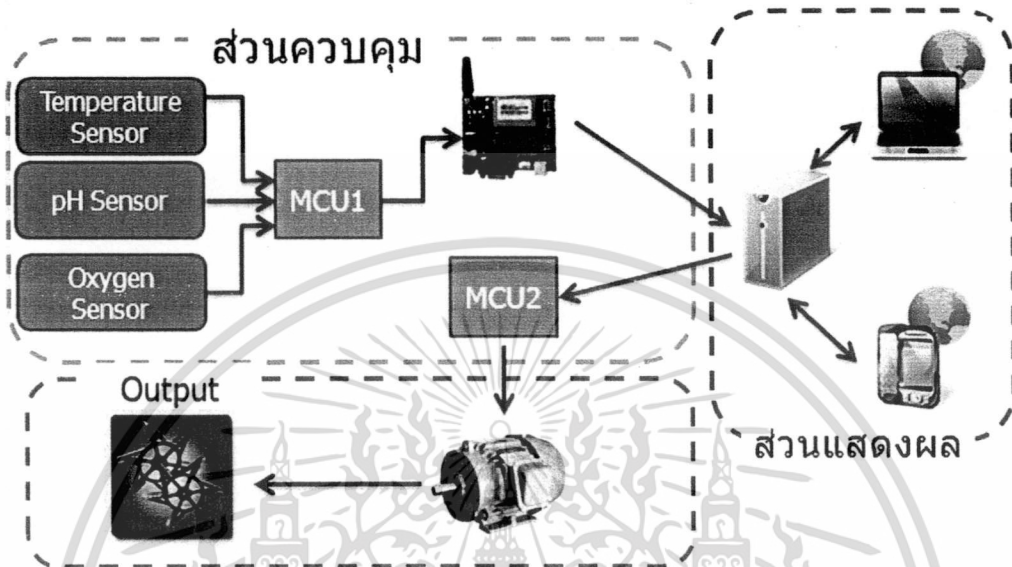 ส่วนควบคุม
Temperature
Sensor
pH Sensor
Oxygen
Sensor
MCU1
MCU2
Output
ส่วนแสดงผล